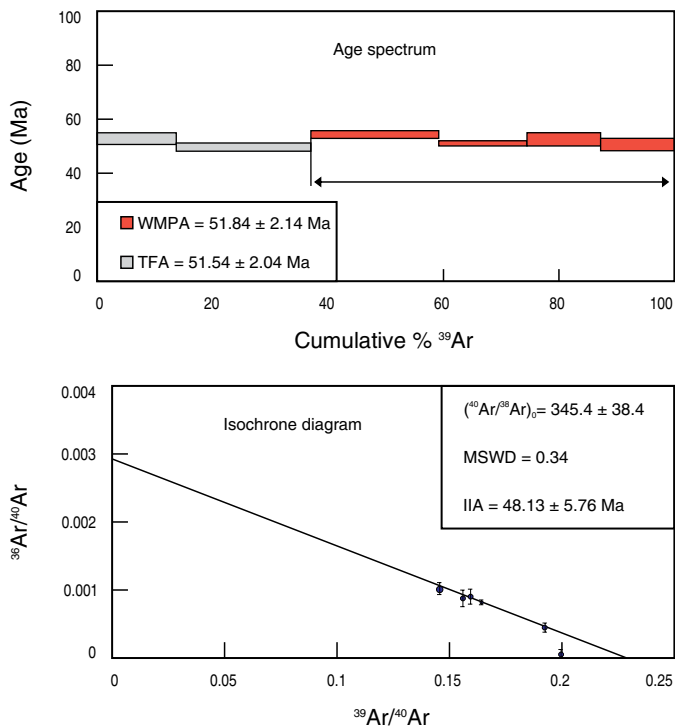 100
80
60
40
20
0
Age (Ma)
Age spectrum
WMPA = 51.84 ± 2.14 Ma
TFA = 51.54 ± 2.04 Ma
0 20 40 60 80 100
Cumulative % ³⁹Ar
0.004
0.003
0.002
0.001
0
³⁶Ar/⁴⁰Ar
Isochrone diagram
(⁴⁰Ar/³⁸Ar)₀= 345.4 ± 38.4
MSWD = 0.34
IIA = 48.13 ± 5.76 Ma
0 0.05 0.1 0.15 0.2 0.25
³⁹Ar/⁴⁰Ar